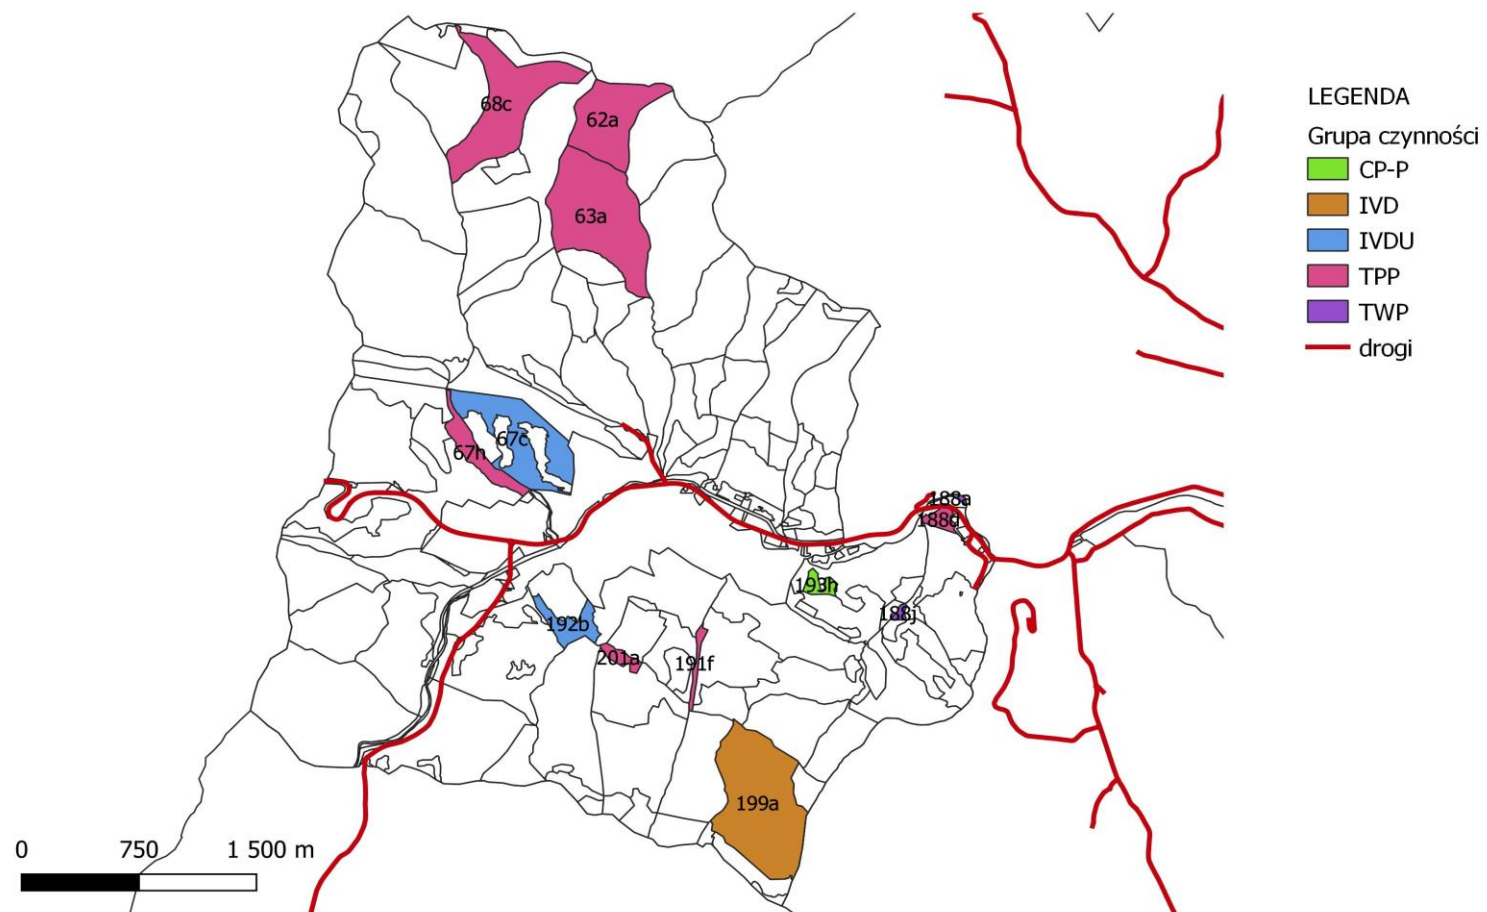 68c
62a
63a
67c
67h
188a
188d
193h
188j
192b
201a
191f
199a
0 750 1 500 m
LEGENDA
Grupa czynności
CP-P
IVD
IVDU
TPP
TWP
drogi